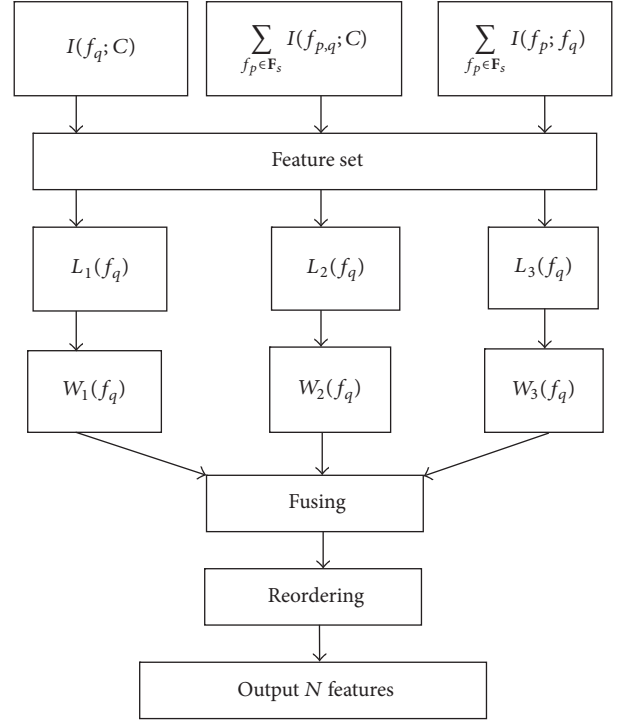 I(f_q; C)
∑_{f_p∈F_s} I(f_{p,q}; C)
∑_{f_p∈F_s} I(f_p; f_q)
Feature set
L_1(f_q)
L_2(f_q)
L_3(f_q)
W_1(f_q)
W_2(f_q)
W_3(f_q)
Fusing
Reordering
Output N features